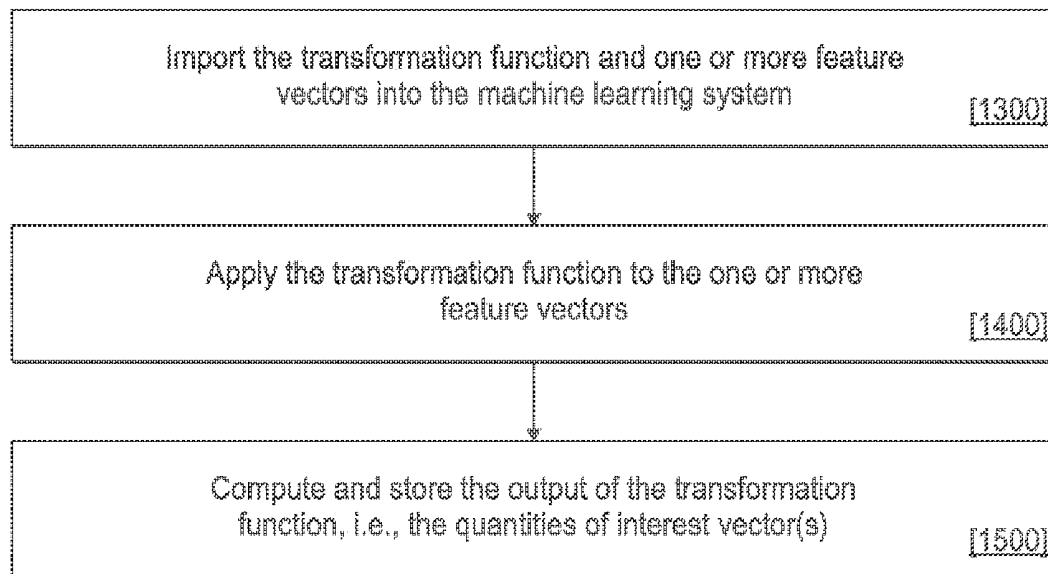 Import the transformation function and one or more feature
vectors into the machine learning system
[1300]
Apply the transformation function to the one or more
feature vectors
[1400]
Compute and store the output of the transformation
function, i.e., the quantities of interest vector(s)
[1500]